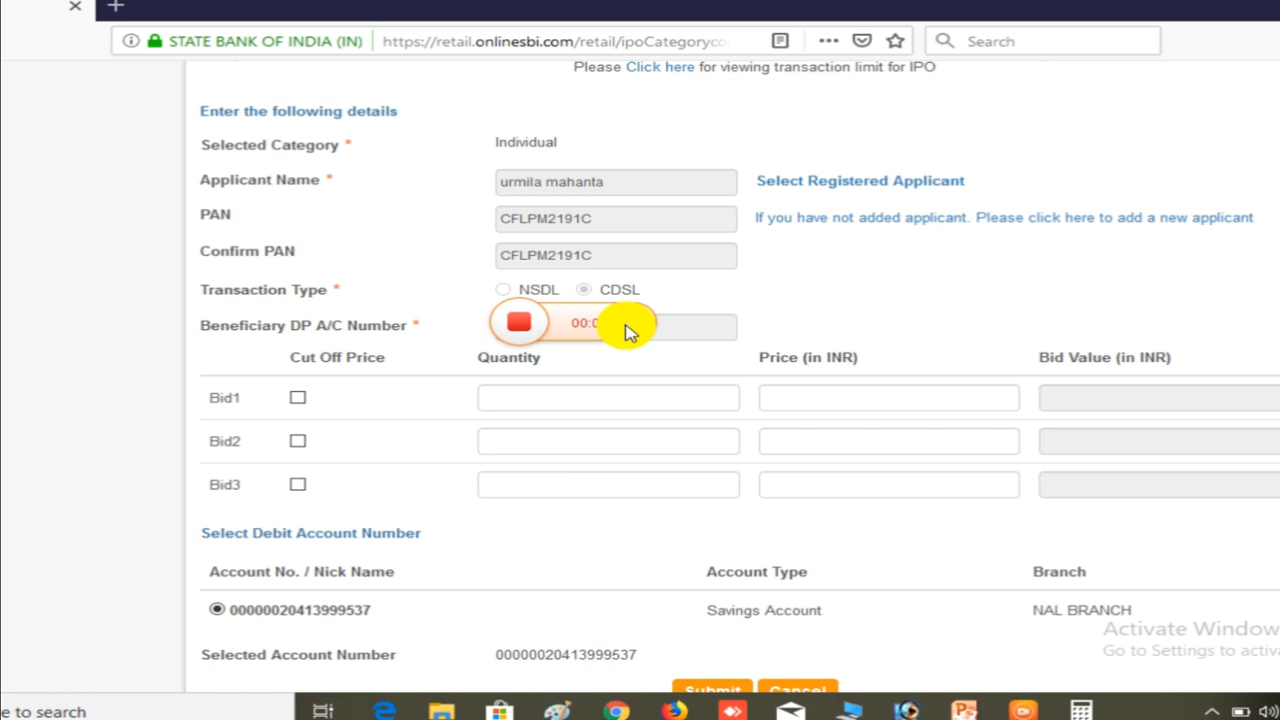 STATE BANK OF INDIA (IN) https://retail.onlinesbi.com/retail/ipoCategoryco Search
Please Click here for viewing transaction limit for IPO
Enter the following details
Selected Category * Individual
Applicant Name * urmila mahanta Select Registered Applicant
PAN CFLPM2191C If you have not added applicant. Please click here to add a new applicant
Confirm PAN CFLPM2191C
Transaction Type * NSDL CDSL
Beneficiary DP A/C Number * 00:
Cut Off Price Quantity Price (in INR) Bid Value (in INR)
Bid1
Bid2
Bid3
Select Debit Account Number
Account No. / Nick Name Account Type Branch
00000020413999537 Savings Account NAL BRANCH
Activate Window
Selected Account Number 00000020413999537 Go to Settings to activa
Submit Cancel
e to search